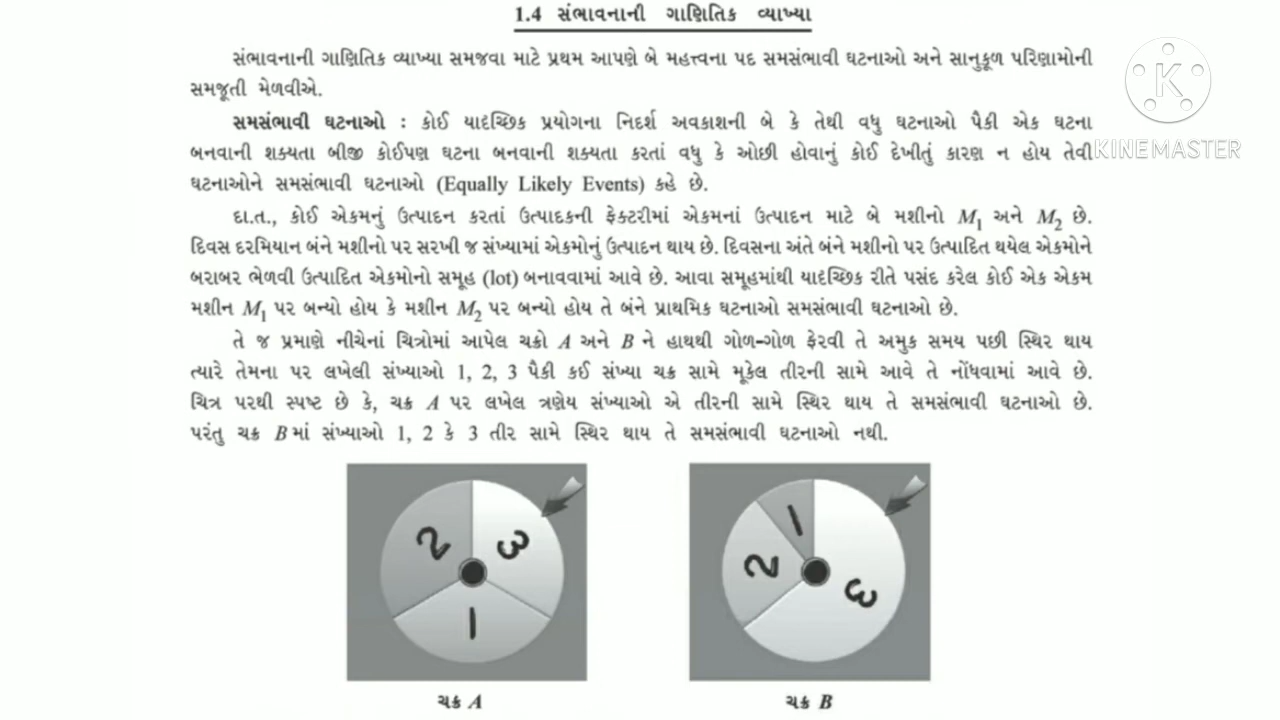 1.4 સંભાવનાની ગાણિતિક વ્યાખ્યા
સંભાવનાની ગાણિતિક વ્યાખ્યા સમજવા માટે પ્રથમ આપણે બે મહત્ત્વના પદ સમસંભાવી ઘટનાઓ અને સાનુકૂળ પરિણામોની
સમજૂતી મેળવીએ.
સમસંભાવી ઘટનાઓ : કોઈ યાદૃચ્છિક પ્રયોગના નિદર્શ અવકાશની બે કે તેથી વધુ ઘટનાઓ પૈકી એક ઘટના
બનવાની શક્યતા બીજી કોઈપણ ઘટના બનવાની શક્યતા કરતાં વધુ કે ઓછી હોવાનું કોઈ દેખીતું કારણ ન હોય તેવી
ઘટનાઓને સમસંભાવી ઘટનાઓ (Equally Likely Events) કહે છે.
દા.ત., કોઈ એકમનું ઉત્પાદન કરતાં ઉત્પાદકની ફેક્ટરીમાં એકમનાં ઉત્પાદન માટે બે મશીનો M₁ અને M₂ છે.
દિવસ દરમિયાન બંને મશીનો પર સરખી જ સંખ્યામાં એકમોનું ઉત્પાદન થાય છે. દિવસના અંતે બંને મશીનો પર ઉત્પાદિત થયેલ એકમોને
બરાબર ભેળવી ઉત્પાદિત એકમોનો સમૂહ (lot) બનાવવામાં આવે છે. આવા સમૂહમાંથી યાદૃચ્છિક રીતે પસંદ કરેલ કોઈ એક એકમ
મશીન M₁ પર બન્યો હોય કે મશીન M₂ પર બન્યો હોય તે બંને પ્રાથમિક ઘટનાઓ સમસંભાવી ઘટનાઓ છે.
તે જ પ્રમાણે નીચેનાં ચિત્રોમાં આપેલ ચક્રો A અને B ને હાથથી ગોળ-ગોળ ફેરવી તે અમુક સમય પછી સ્થિર થાય
ત્યારે તેમના પર લખેલી સંખ્યાઓ 1, 2, 3 પૈકી કઈ સંખ્યા ચક્ર સામે મૂકેલ તીરની સામે આવે તે નોંધવામાં આવે છે.
ચિત્ર પરથી સ્પષ્ટ છે કે, ચક્ર A પર લખેલ ત્રણેય સંખ્યાઓ એ તીરની સામે સ્થિર થાય તે સમસંભાવી ઘટનાઓ છે.
પરંતુ ચક્ર B માં સંખ્યાઓ 1, 2 કે 3 તીર સામે સ્થિર થાય તે સમસંભાવી ઘટનાઓ નથી.
2 3
1
1
2
3
ચક્ર A
ચક્ર B
K
KINEMASTER